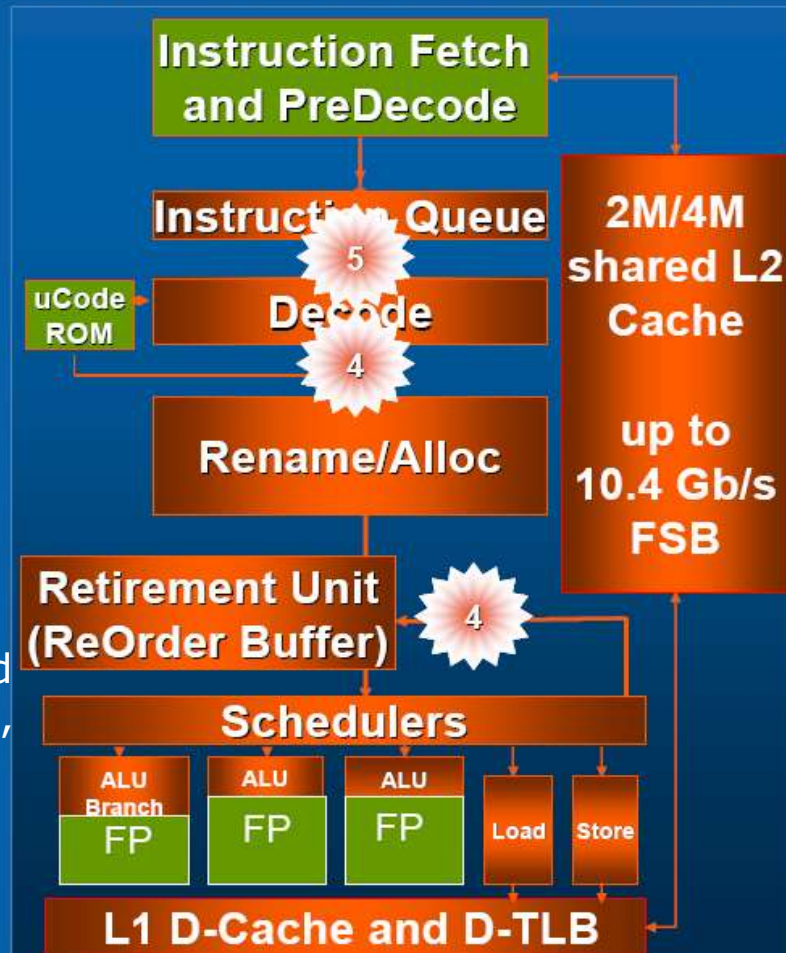 Instruction Fetch
and PreDecode
Instruction Queue
5
uCode
ROM
Decode
4
Rename/Alloc
2M/4M
shared L2
Cache
up to
10.4 Gb/s
FSB
Retirement Unit
(ReOrder Buffer)
4
d
,
Schedulers
ALU
Branch
FP
ALU
FP
ALU
FP
Load
Store
L1 D-Cache and D-TLB